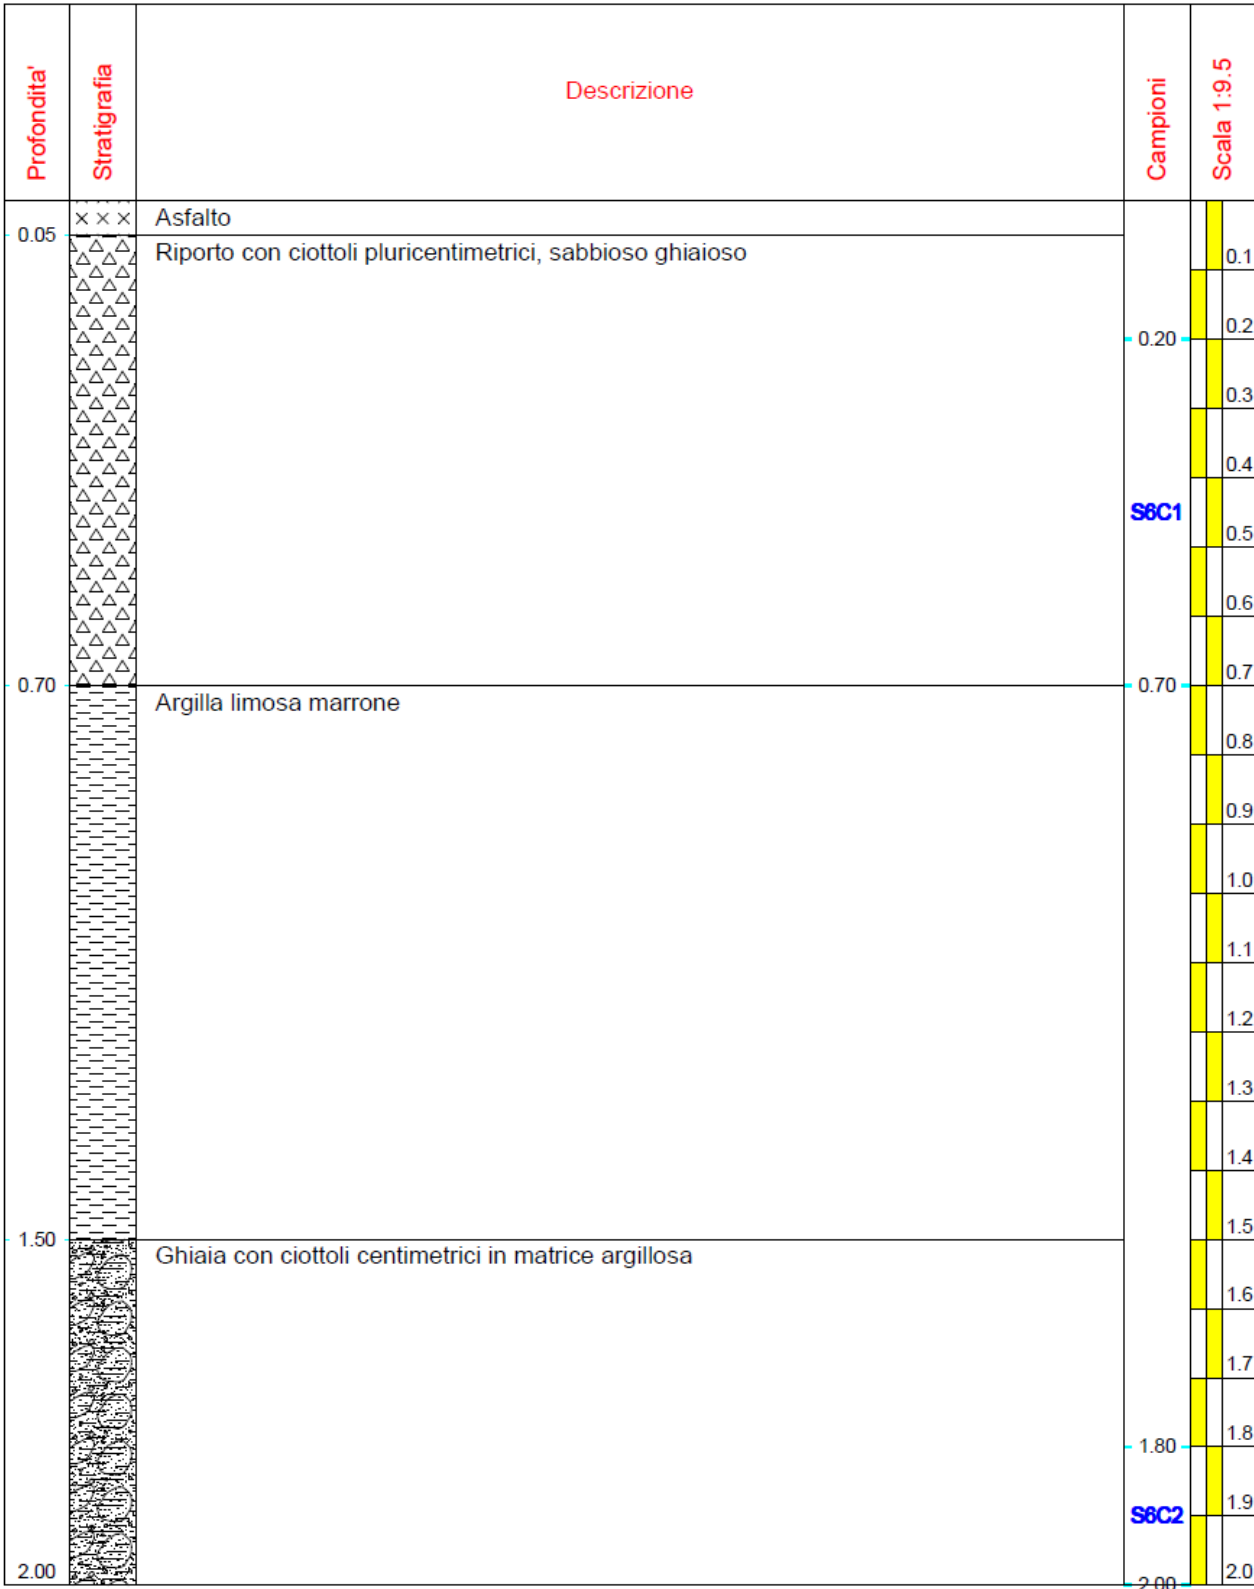 Profondita'
Stratigrafia
Descrizione
Campioni
Scala 1:9.5
Asfalto
0.05
Riporto con ciottoli pluricentimetrici, sabbioso ghiaioso
0.1
0.20
0.2
0.3
0.4
S6C1
0.5
0.6
0.70
0.70
0.7
Argilla limosa marrone
0.8
0.9
1.0
1.1
1.2
1.3
1.4
1.50
1.5
Ghiaia con ciottoli centimetrici in matrice argillosa
1.6
1.7
1.80
1.8
S6C2
1.9
2.00
2.00
2.0